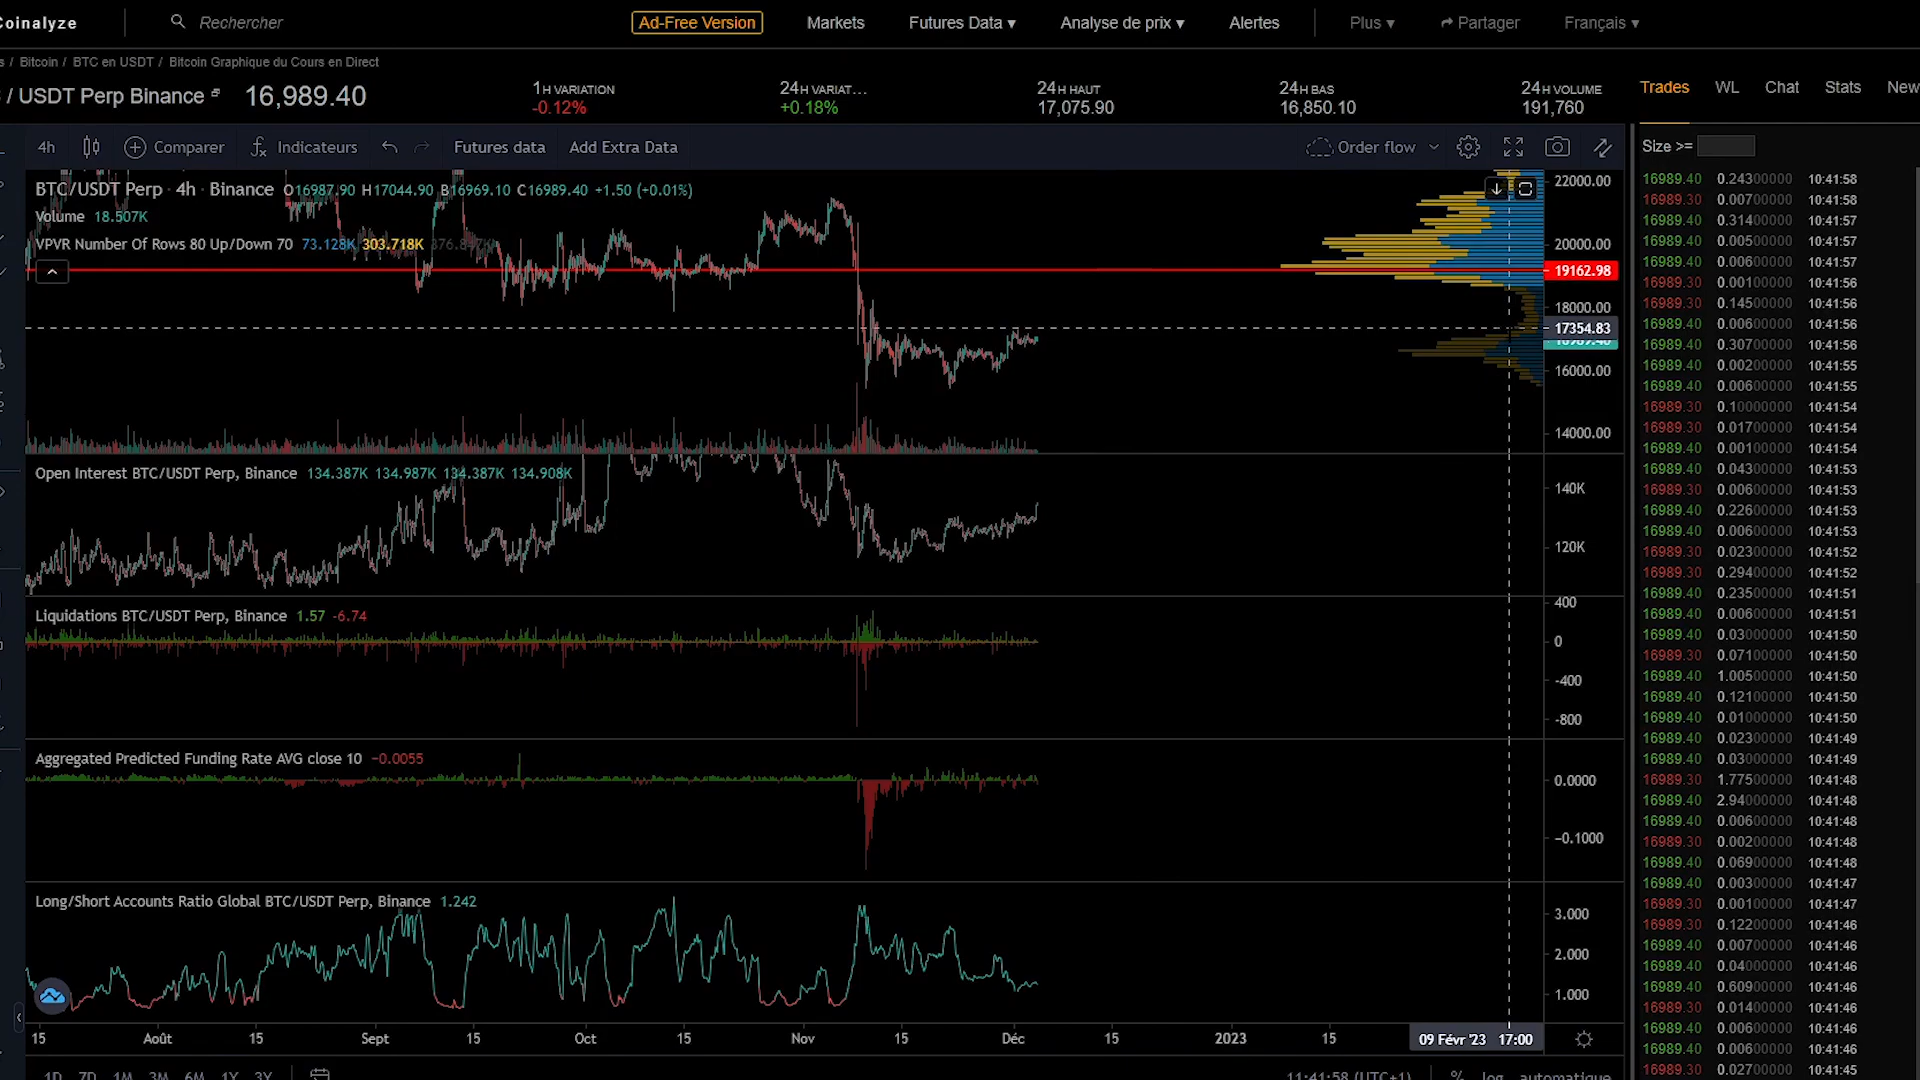 Coinalyze
Rechercher
Ad-Free Version
Markets
Futures Data ▾
Analyse de prix ▾
Alertes
Plus ▾
Partager
Français ▾
s / Bitcoin / BTC en USDT / Bitcoin Graphique du Cours en Direct
/ USDT Perp Binance
16,989.40
1H VARIATION
-0.12%
24H VARIAT...
+0.18%
24H HAUT
17,075.90
24H BAS
16,850.10
24H VOLUME
191,760
Trades WL Chat Stats New
4h Comparer Indicateurs Futures data Add Extra Data Order flow
Size >=
BTC/USDT Perp · 4h · Binance O16987.90 H17044.90 B16969.10 C16989.40 +1.50 (+0.01%)
Volume 18.507K
VPVR Number Of Rows 80 Up/Down 70 73.128K 303.718K
22000.00
20000.00
19162.98
18000.00
17354.83
16000.00
14000.00
Open Interest BTC/USDT Perp, Binance 134.387K 134.987K 134.387K 134.908K
140K
120K
Liquidations BTC/USDT Perp, Binance 1.57 -6.74
400
0
-400
-800
Aggregated Predicted Funding Rate AVG close 10 -0.0055
0.0000
-0.1000
Long/Short Accounts Ratio Global BTC/USDT Perp, Binance 1.242
3.000
2.000
1.000
15 Août 15 Sept 15 Oct 15 Nov 15 Déc 15 2023 15 09 Févr '23 17:00
1D 7D 1M 3M 6M 1Y 3Y
11:41:58 (UTC+1) % log automatique
16989.40 0.24300000 10:41:58
16989.30 0.00700000 10:41:58
16989.40 0.31400000 10:41:57
16989.40 0.00500000 10:41:57
16989.40 0.00600000 10:41:57
16989.30 0.00100000 10:41:56
16989.30 0.14500000 10:41:56
16989.40 0.00600000 10:41:56
16989.40 0.30700000 10:41:56
16989.40 0.00200000 10:41:55
16989.40 0.00600000 10:41:55
16989.30 0.10000000 10:41:54
16989.30 0.01700000 10:41:54
16989.40 0.00100000 10:41:54
16989.40 0.04300000 10:41:53
16989.30 0.00600000 10:41:53
16989.40 0.22600000 10:41:53
16989.40 0.00600000 10:41:53
16989.30 0.02300000 10:41:52
16989.30 0.29400000 10:41:52
16989.40 0.23500000 10:41:51
16989.40 0.00600000 10:41:51
16989.40 0.03000000 10:41:50
16989.30 0.07100000 10:41:50
16989.40 1.00500000 10:41:50
16989.40 0.12100000 10:41:50
16989.40 0.01000000 10:41:50
16989.40 0.02300000 10:41:49
16989.40 0.03000000 10:41:49
16989.30 1.77500000 10:41:48
16989.40 2.94000000 10:41:48
16989.40 0.00600000 10:41:48
16989.30 0.00200000 10:41:48
16989.40 0.06900000 10:41:48
16989.40 0.00300000 10:41:47
16989.30 0.00100000 10:41:47
16989.30 0.12200000 10:41:46
16989.40 0.00700000 10:41:46
16989.40 0.04000000 10:41:46
16989.40 0.60900000 10:41:46
16989.30 0.01400000 10:41:46
16989.40 0.00600000 10:41:46
16989.40 0.00600000 10:41:46
16989.30 0.02700000 10:41:45